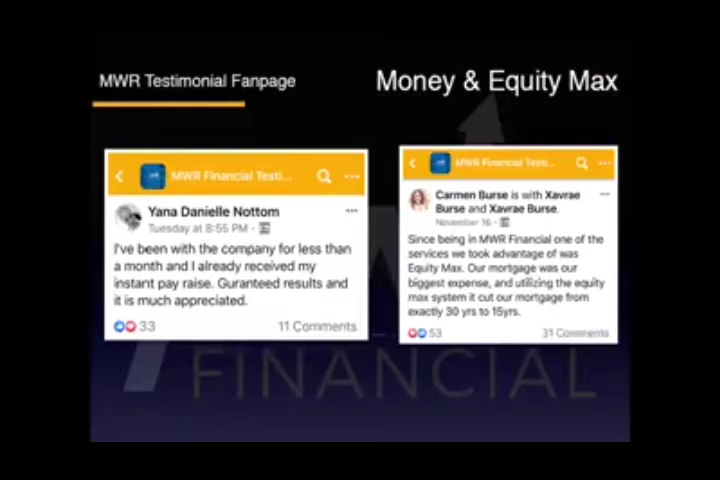 MWR Testimonial Fanpage
Money & Equity Max
MWR Financial Testi...
Yana Danielle Nottom
Tuesday at 8:55 PM ·
I've been with the company for less than
a month and I already received my
instant pay raise. Guranteed results and
it is much appreciated.
33
11 Comments
MWR Financial Testi...
Carmen Burse is with Xavrae
Burse and Xavrae Burse.
November 16 ·
Since being in MWR Financial one of the
services we took advantage of was
Equity Max. Our mortgage was our
biggest expense, and utilizing the equity
max system it cut our mortgage from
exactly 30 yrs to 15yrs.
53
31 Comments
FINANCIAL